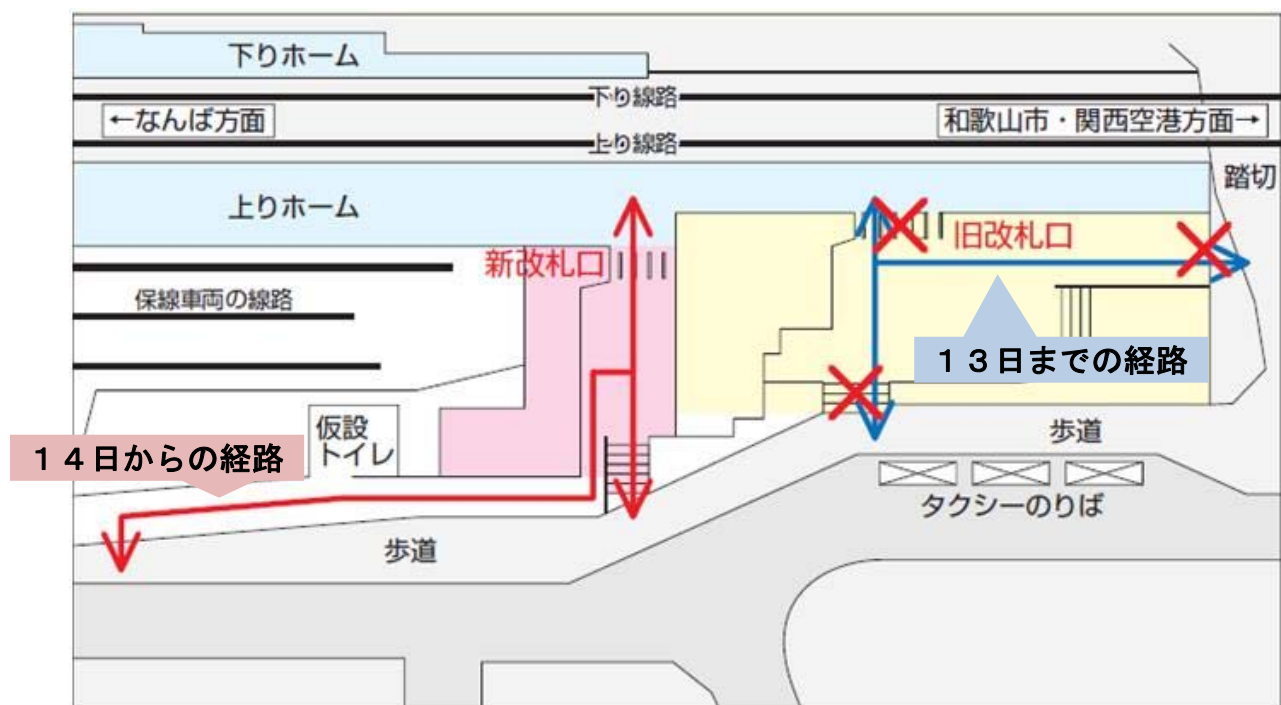 下りホーム
下り線路
←なんば方面
和歌山市・関西空港方面→
上り線路
踏切
上りホーム
新改札口
旧改札口
保線車両の線路
13日までの経路
仮設
トイレ
歩道
14日からの経路
タクシーのりば
歩道